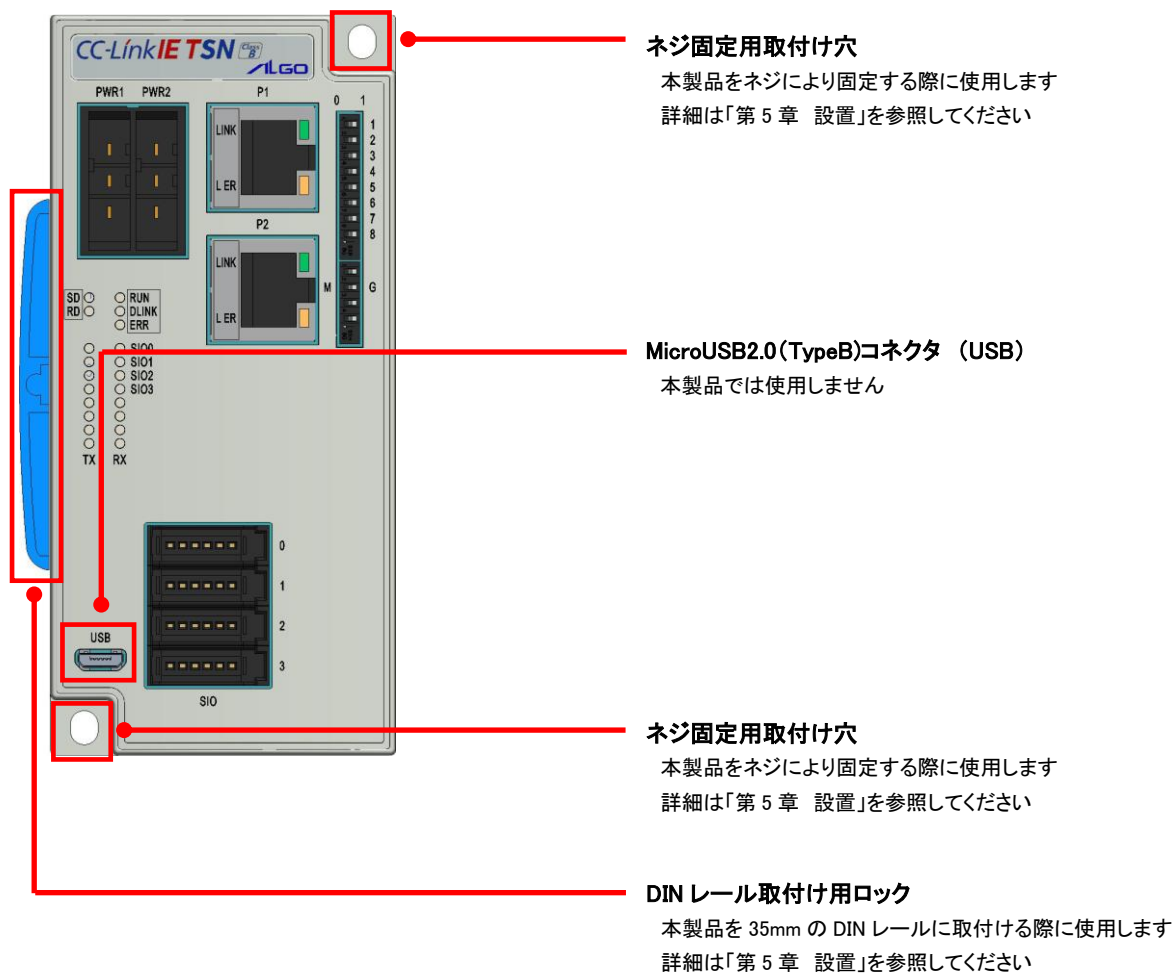 CC-Link IE TSN Class B
ALGO
PWR1 PWR2
P1
0 1
LINK
L ER
1
2
3
4
5
6
7
8
P2
LINK
L ER
M G
SD
RD
RUN
DLINK
ERR
SIO0
SIO1
SIO2
SIO3
TX RX
0
1
2
3
SIO
USB
ネジ固定用取付け穴
本製品をネジにより固定する際に使用します
詳細は「第 5 章 設置」を参照してください
MicroUSB2.0(TypeB)コネクタ (USB)
本製品では使用しません
ネジ固定用取付け穴
本製品をネジにより固定する際に使用します
詳細は「第 5 章 設置」を参照してください
DIN レール取付け用ロック
本製品を 35mm の DIN レールに取付ける際に使用します
詳細は「第 5 章 設置」を参照してください